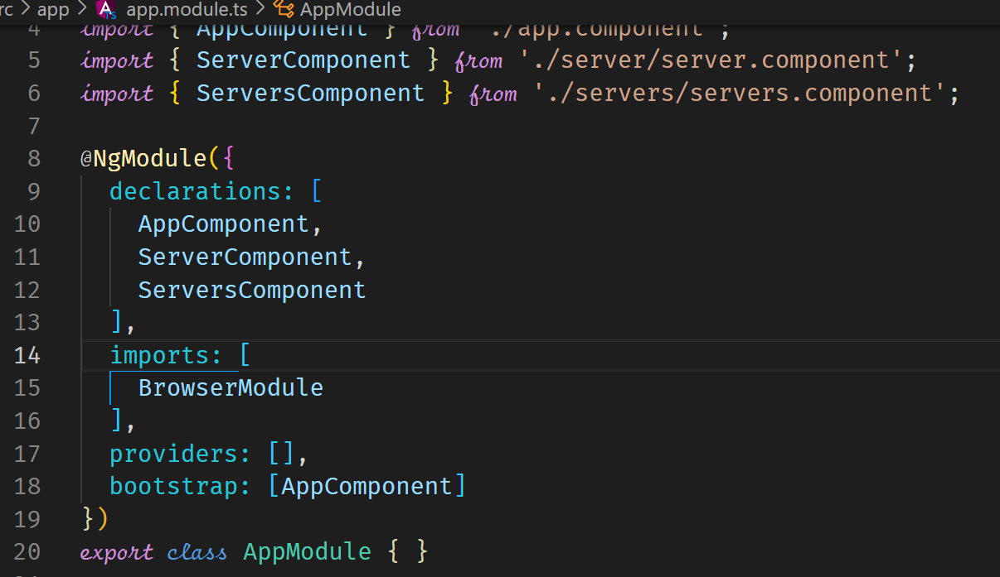 rc > app > app.module.ts > AppModule
4 import { AppComponent } from './app.component';
5 import { ServerComponent } from './server/server.component';
6 import { ServersComponent } from './servers/servers.component';
7
8 @NgModule({
9 declarations: [
10 AppComponent,
11 ServerComponent,
12 ServersComponent
13 ],
14 imports: [
15 BrowserModule
16 ],
17 providers: [],
18 bootstrap: [AppComponent]
19 })
20 export class AppModule { }